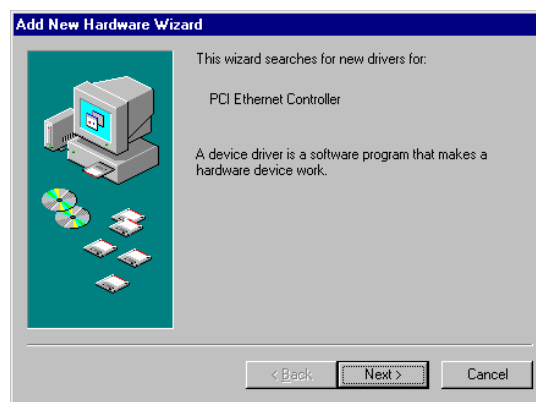 Add New Hardware Wizard
This wizard searches for new drivers for:
PCI Ethernet Controller
A device driver is a software program that makes a
hardware device work.
< Back
Next >
Cancel